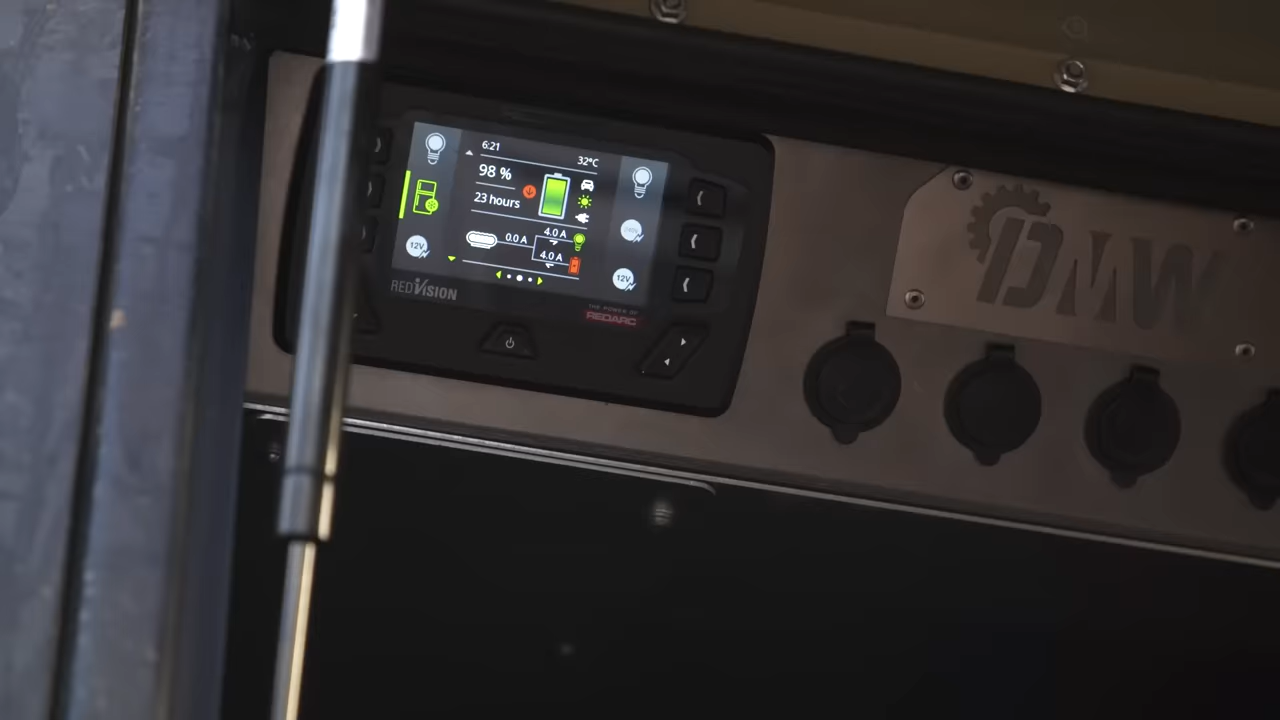 6:21
32°C
98 %
23 hours
4.0 A
0.0 A
4.0 A
12V
12V
REDVISION
THE POWER OF
REDARC
DMW